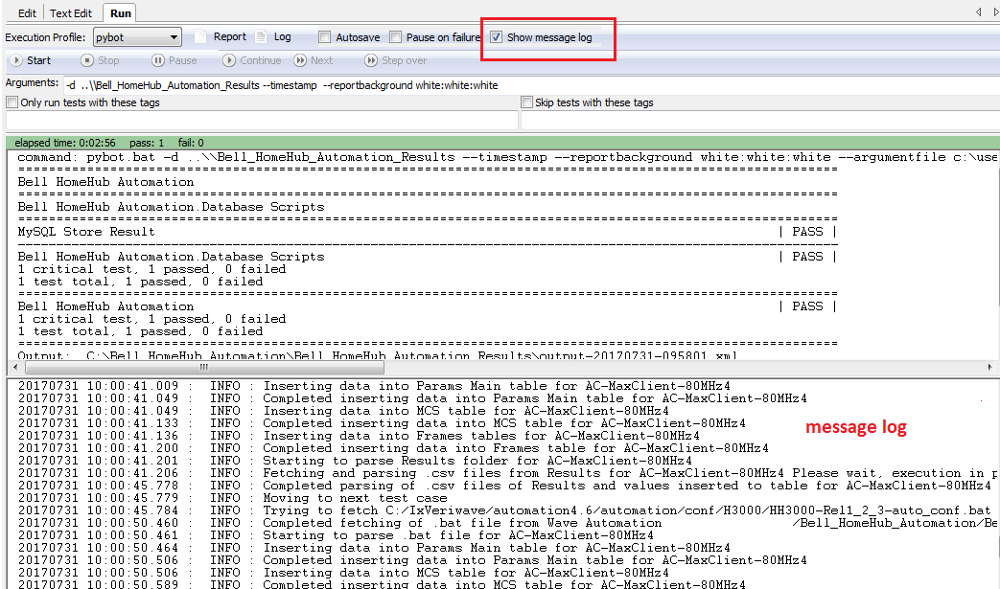 Edit Text Edit Run
Execution Profile: pybot Report Log Autosave Pause on failure Show message log
Start Stop Pause Continue Next Step over
Arguments: -d ..\\Bell_HomeHub_Automation_Results --timestamp --reportbackground white:white:white
Only run tests with these tags Skip tests with these tags
elapsed time: 0:02:56 pass: 1 fail: 0
command: pybot.bat -d ..\\Bell_HomeHub_Automation_Results --timestamp --reportbackground white:white:white --argumentfile c:\use
==============================================================================
Bell HomeHub Automation
==============================================================================
Bell HomeHub Automation.Database Scripts
==============================================================================
MySQL Store Result | PASS |
------------------------------------------------------------------------------
Bell HomeHub Automation.Database Scripts | PASS |
1 critical test, 1 passed, 0 failed
1 test total, 1 passed, 0 failed
==============================================================================
Bell HomeHub Automation | PASS |
1 critical test, 1 passed, 0 failed
1 test total, 1 passed, 0 failed
==============================================================================
Output: C:\Bell_HomeHub_Automation\Bell_HomeHub_Automation_Results\output-20170731-095801.xml
20170731 10:00:41.009 : INFO : Inserting data into Params Main table for AC-MaxClient-80MHz4
20170731 10:00:41.049 : INFO : Completed inserting data into Params Main table for AC-MaxClient-80MHz4
20170731 10:00:41.049 : INFO : Inserting data into MCS table for AC-MaxClient-80MHz4
20170731 10:00:41.133 : INFO : Completed inserting data into MCS table for AC-MaxClient-80MHz4
20170731 10:00:41.136 : INFO : Inserting data into Frames tables for AC-MaxClient-80MHz4
20170731 10:00:41.200 : INFO : Completed inserting data into Frames table for AC-MaxClient-80MHz4
20170731 10:00:41.201 : INFO : Starting to parse Results folder for AC-MaxClient-80MHz4
20170731 10:00:41.206 : INFO : Fetching and parsing .csv files from Results for AC-MaxClient-80MHz4 Please wait, execution in p
20170731 10:00:45.778 : INFO : Completed parsing of .csv files of Results and values inserted to table for AC-MaxClient-80MHz4
20170731 10:00:45.779 : INFO : Moving to next test case
20170731 10:00:45.784 : INFO : Trying to fetch C:/IxVeriwave/automation4.6/automation/conf/H3000/HH3000-Rel1_2_3-auto_conf.bat
20170731 10:00:50.460 : INFO : Completed fetching of .bat file from Wave Automation /Bell_HomeHub_Automation/Be
20170731 10:00:50.461 : INFO : Starting to parse .bat file for AC-MaxClient-80MHz4
20170731 10:00:50.464 : INFO : Inserting data into Params Main table for AC-MaxClient-80MHz4
20170731 10:00:50.506 : INFO : Completed inserting data into Params Main table for AC-MaxClient-80MHz4
20170731 10:00:50.506 : INFO : Inserting data into MCS table for AC-MaxClient-80MHz4
20170731 10:00:50.589 : INFO : Completed inserting data into MCS table for AC-MaxClient-80MHz4
message log